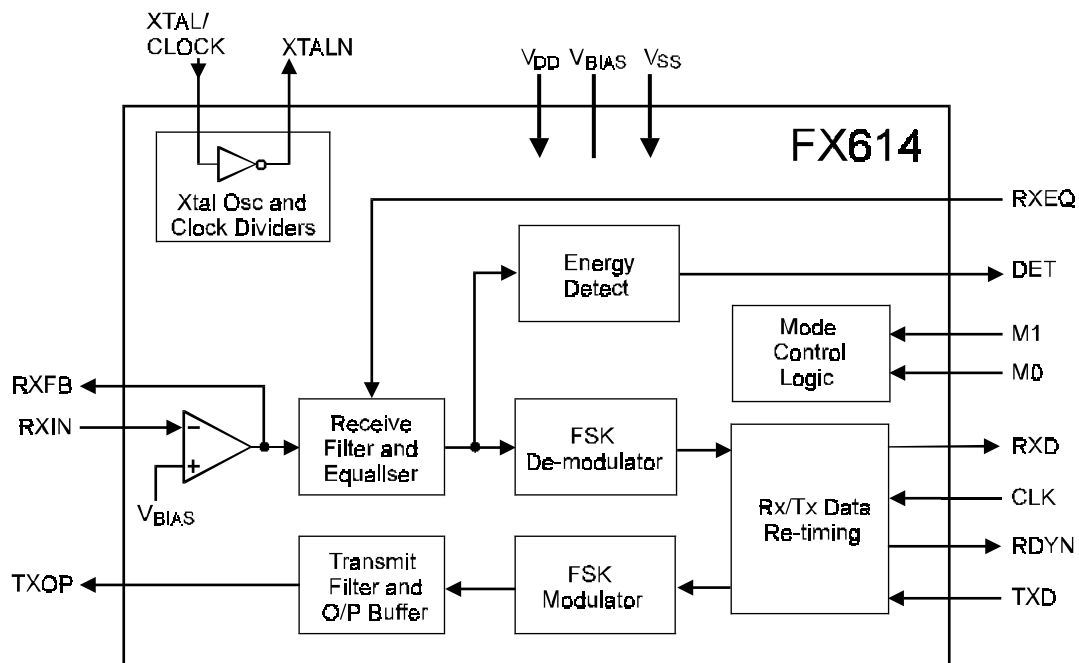 XTAL/
CLOCK
XTALN
VDD
VBIAS
VSS
FX614
Xtal Osc and
Clock Dividers
RXEQ
Energy
Detect
DET
Mode
Control
Logic
M1
M0
RXFB
RXIN
VBIAS
Receive
Filter and
Equaliser
FSK
De-modulator
Rx/Tx Data
Re-timing
RXD
CLK
RDYN
TXD
TXOP
Transmit
Filter and
O/P Buffer
FSK
Modulator